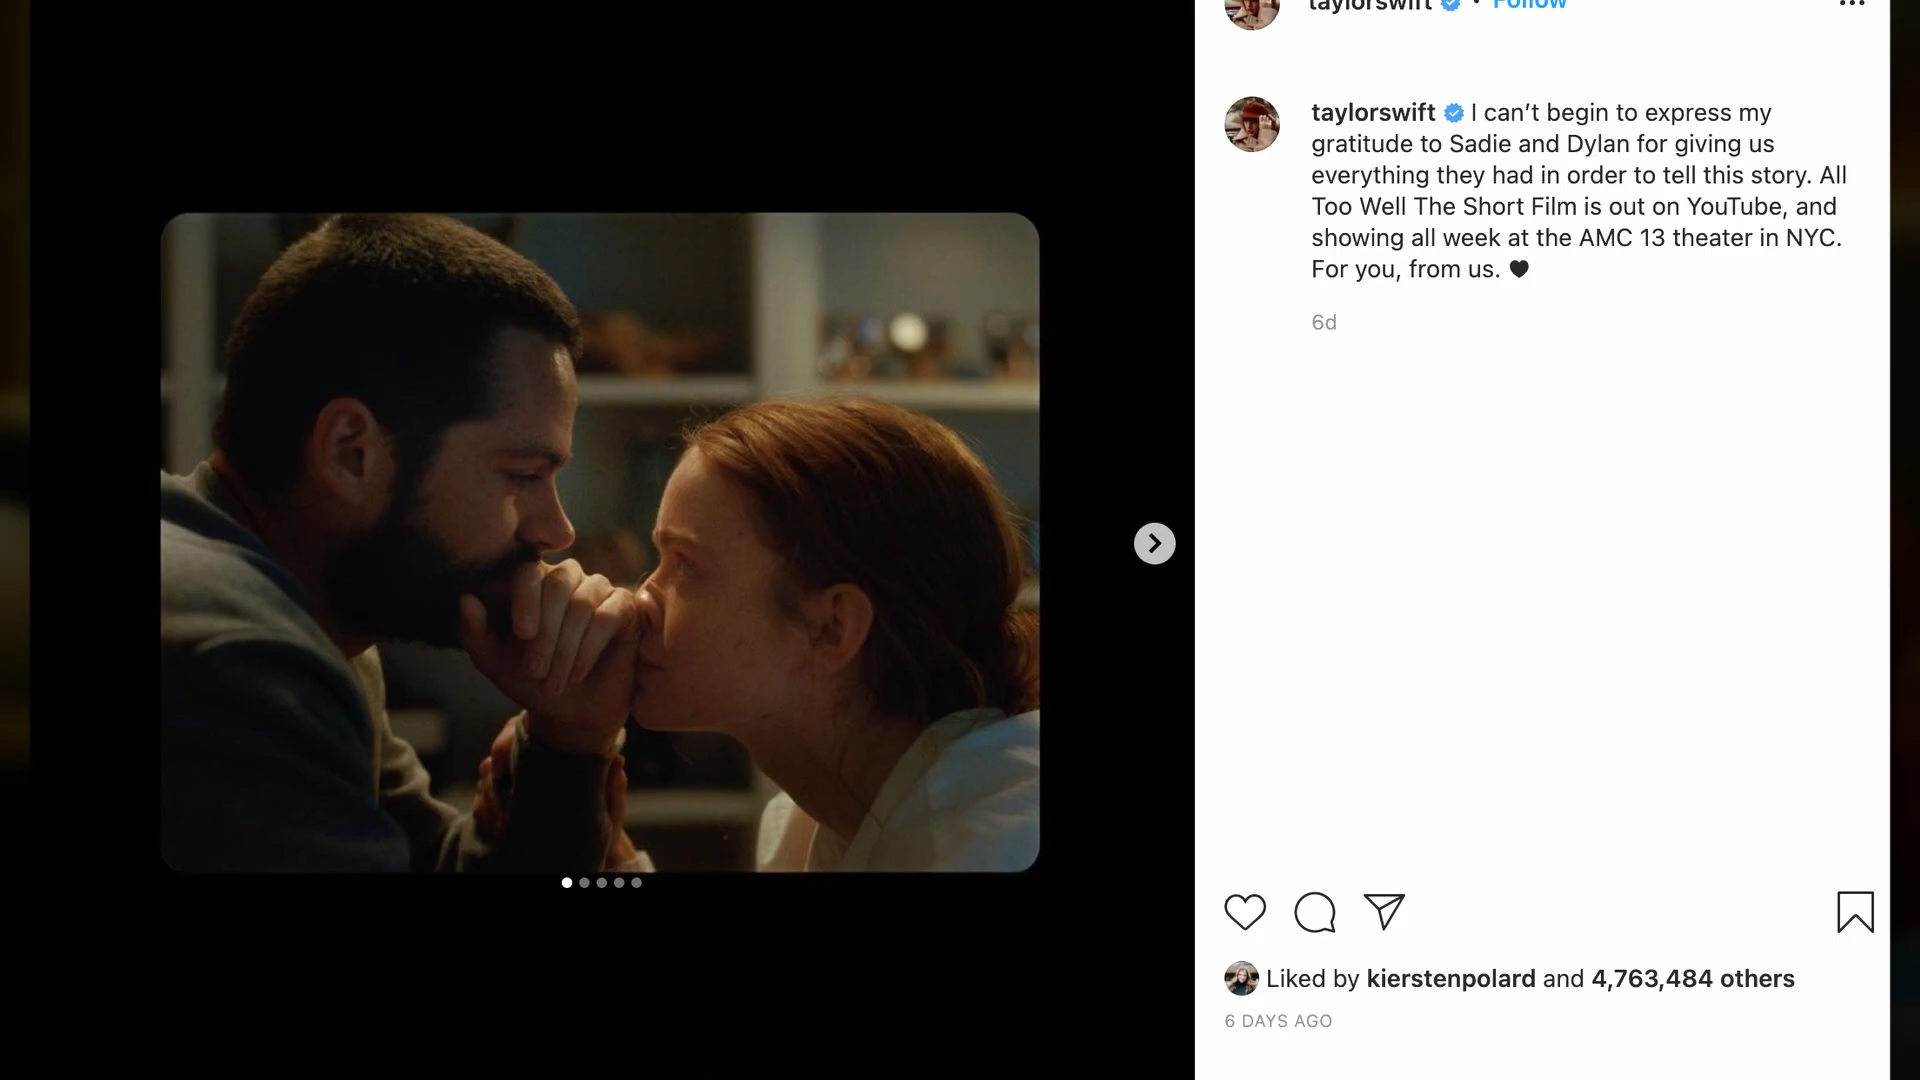 taylorswift • Follow
taylorswift I can’t begin to express my
gratitude to Sadie and Dylan for giving us
everything they had in order to tell this story. All
Too Well The Short Film is out on YouTube, and
showing all week at the AMC 13 theater in NYC.
For you, from us. 🖤
6d
Liked by kierstenpolard and 4,763,484 others
6 DAYS AGO